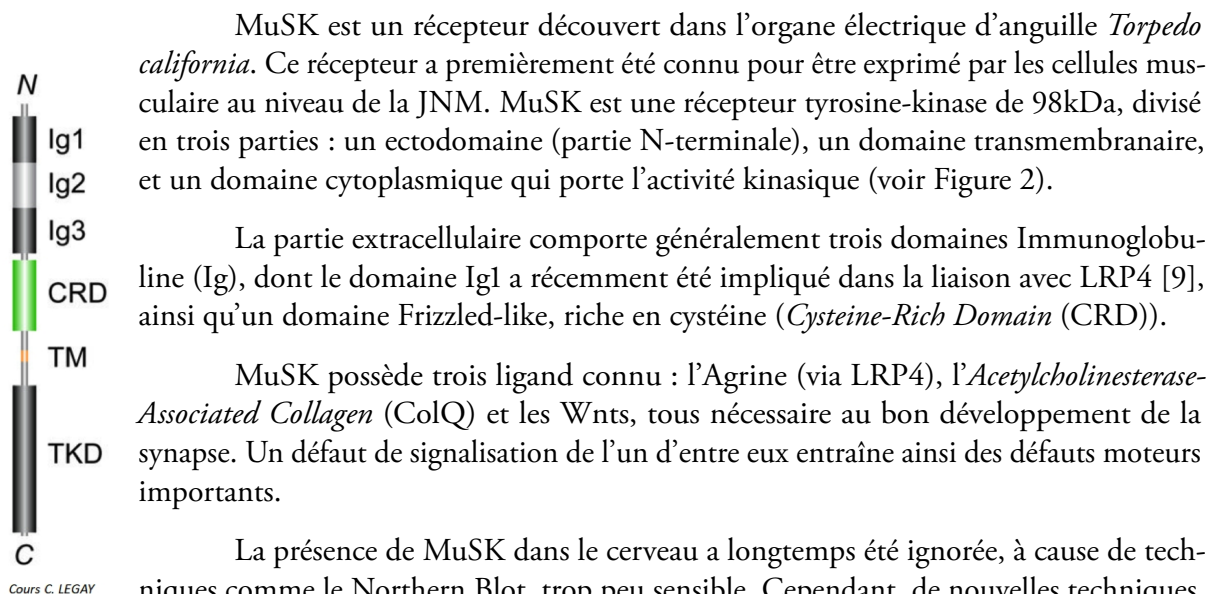 MuSK est un récepteur découvert dans l'organe électrique d'anguille Torpedo
california. Ce récepteur a premièrement été connu pour être exprimé par les cellules mus-
culaire au niveau de la JNM. MuSK est une récepteur tyrosine-kinase de 98kDa, divisé
en trois parties : un ectodomaine (partie N-terminale), un domaine transmembranaire,
et un domaine cytoplasmique qui porte l'activité kinasique (voir Figure 2).
La partie extracellulaire comporte généralement trois domaines Immunoglobu-
line (Ig), dont le domaine Ig1 a récemment été impliqué dans la liaison avec LRP4 [9],
ainsi qu'un domaine Frizzled-like, riche en cystéine (Cysteine-Rich Domain (CRD)).
MuSK possède trois ligand connu : l'Agrine (via LRP4), l'Acetylcholinesterase-
Associated Collagen (ColQ) et les Wnts, tous nécessaire au bon développement de la
synapse. Un défaut de signalisation de l'un d'entre eux entraîne ainsi des défauts moteurs
importants.
La présence de MuSK dans le cerveau a longtemps été ignorée, à cause de tech-
niques comme le Northern Blot, trop peu sensible. Cependant, de nouvelles techniques,
N
Ig1
Ig2
Ig3
CRD
TM
TKD
C
Cours C. LEGAY